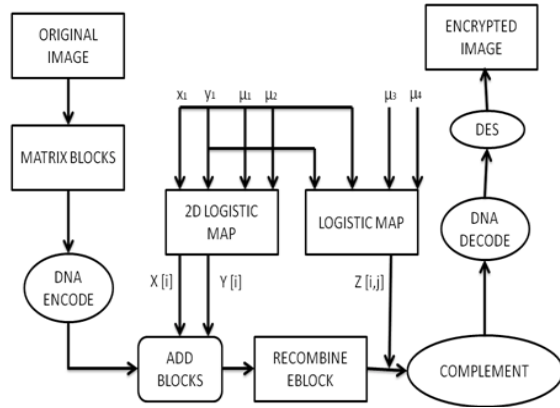 ORIGINAL
IMAGE
ENCRYPTED
IMAGE
x₁ y₁ μ₁ μ₂ μ₃ μ₄
DES
MATRIX BLOCKS
2D LOGISTIC
MAP
LOGISTIC MAP
DNA
DECODE
DNA
ENCODE
X [i] Y [i] Z [i,j]
ADD
BLOCKS
RECOMBINE
EBLOCK
COMPLEMENT